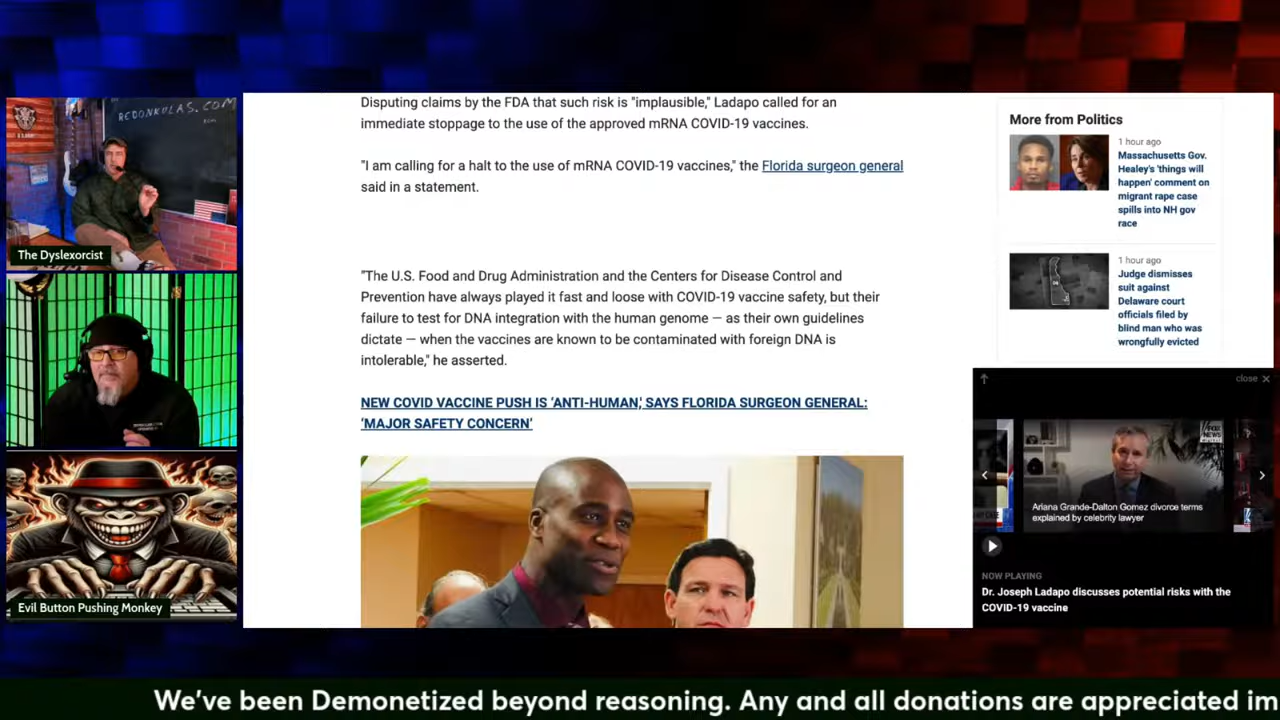 REDONKULAS.COM
The Dyslexorcist
Evil Button Pushing Monkey
Disputing claims by the FDA that such risk is "implausible," Ladapo called for an
immediate stoppage to the use of the approved mRNA COVID-19 vaccines.
"I am calling for a halt to the use of mRNA COVID-19 vaccines," the Florida surgeon general
said in a statement.
"The U.S. Food and Drug Administration and the Centers for Disease Control and
Prevention have always played it fast and loose with COVID-19 vaccine safety, but their
failure to test for DNA integration with the human genome — as their own guidelines
dictate — when the vaccines are known to be contaminated with foreign DNA is
intolerable," he asserted.
NEW COVID VACCINE PUSH IS 'ANTI-HUMAN,' SAYS FLORIDA SURGEON GENERAL:
'MAJOR SAFETY CONCERN'
More from Politics
1 hour ago
Massachusetts Gov.
Healey's 'things will
happen' comment on
migrant rape case
spills into NH gov
race
1 hour ago
Judge dismisses
suit against
Delaware court
officials filed by
blind man who was
wrongfully evicted
close
Ariana Grande-Dalton Gomez divorce terms
explained by celebrity lawyer
NOW PLAYING
Dr. Joseph Ladapo discusses potential risks with the
COVID-19 vaccine
We've been Demonetized beyond reasoning. Any and all donations are appreciated im